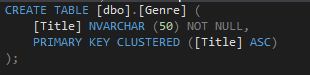 CREATE TABLE [dbo].[Genre] (
    [Title] NVARCHAR (50) NOT NULL,
    PRIMARY KEY CLUSTERED ([Title] ASC)
);